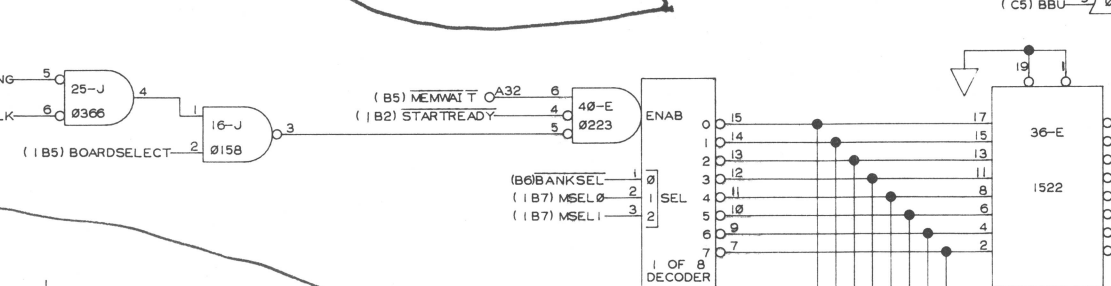 ( C5) BBU
NG 5
25-J 4
Ø366
LK 6
1
16-J 3
Ø158
( 1B5) BOARDSELECT 2
(B5) MEMWAIT A32 6
( 1B2) STARTREADY 4
5
40-E
Ø223
ENAB
(B6)BANKSEL 1 Ø
( 1B7) MSELØ 2 1 SEL
( 1B7) MSEL1 3 2
0 15
1 14
2 13
3 12
4 11
5 10
6 9
7 7
1 OF 8
DECODER
19 1
17
15
13
11
8
6
4
2
36-E
1522